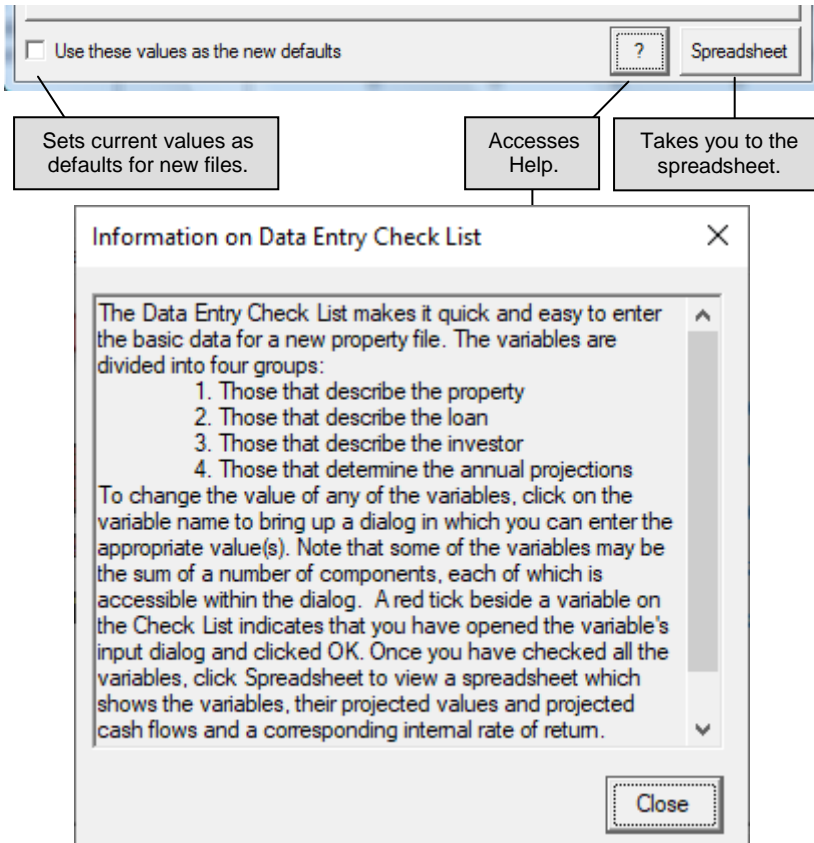 Use these values as the new defaults
?
Spreadsheet
Sets current values as
defaults for new files.
Accesses
Help.
Takes you to the
spreadsheet.
Information on Data Entry Check List
The Data Entry Check List makes it quick and easy to enter
the basic data for a new property file. The variables are
divided into four groups:
1. Those that describe the property
2. Those that describe the loan
3. Those that describe the investor
4. Those that determine the annual projections
To change the value of any of the variables, click on the
variable name to bring up a dialog in which you can enter the
appropriate value(s). Note that some of the variables may be
the sum of a number of components, each of which is
accessible within the dialog.  A red tick beside a variable on
the Check List indicates that you have opened the variable's
input dialog and clicked OK. Once you have checked all the
variables, click Spreadsheet to view a spreadsheet which
shows the variables, their projected values and projected
cash flows and a corresponding internal rate of return.
Close